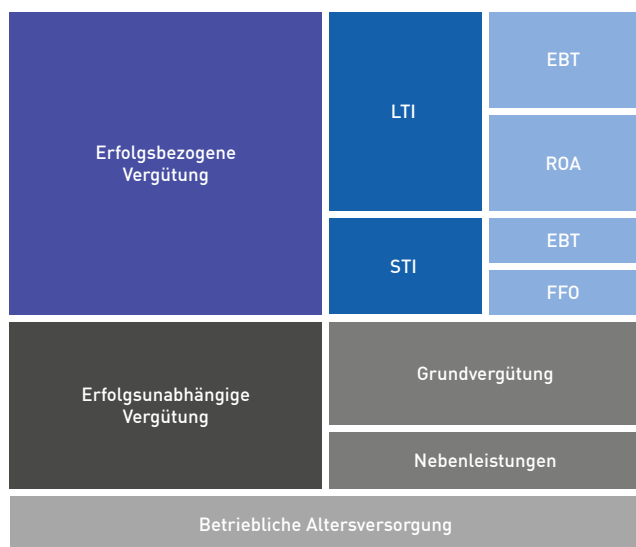 Erfolgsbezogene
Vergütung
LTI
EBT
ROA
STI
EBT
FFO
Erfolgsunabhängige
Vergütung
Grundvergütung
Nebenleistungen
Betriebliche Altersversorgung